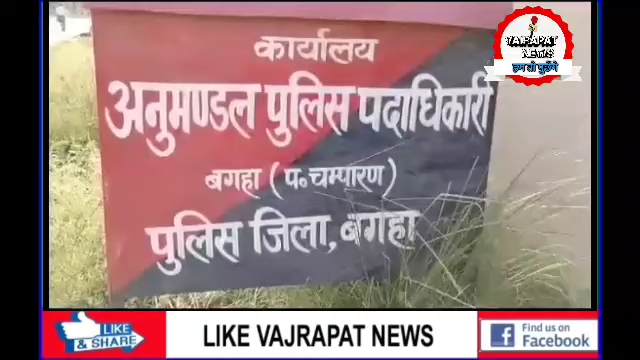 कार्यालय
अनुमण्डल पुलिस पदाधिकारी
बगहा (प॰चम्पारण)
पुलिस जिला, बगहा
VAJRAPAT
NEWS
हम तो पूछेंगे
LIKE
& SHARE
LIKE VAJRAPAT NEWS
Find us on
Facebook